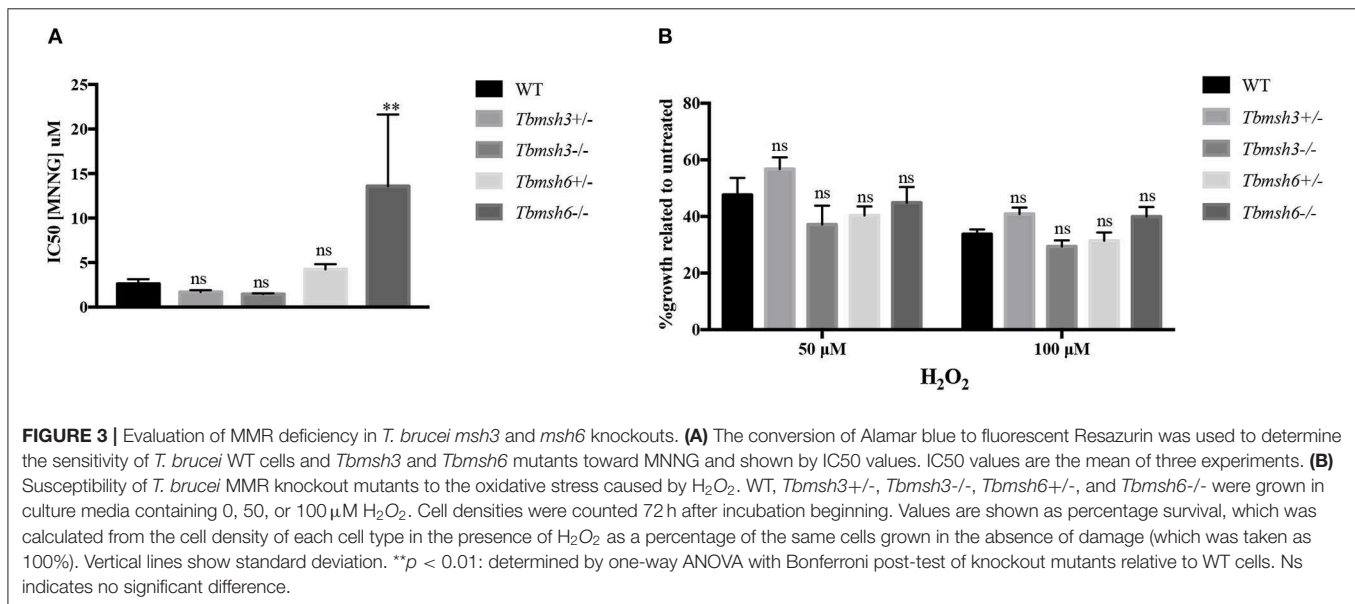 A
IC50 [MNNG] uM
25
20
15
10
5
0
ns
ns
ns
**
WT
Tbmsh3+/-
Tbmsh3-/-
Tbmsh6+/-
Tbmsh6-/-
B
%growth related to untreated
80
60
40
20
0
ns
ns
ns
ns
ns
ns
ns
ns
50 μM
100 μM
H₂O₂
WT
Tbmsh3+/-
Tbmsh3-/-
Tbmsh6+/-
Tbmsh6-/-
FIGURE 3 | Evaluation of MMR deficiency in T. brucei msh3 and msh6 knockouts. (A) The conversion of Alamar blue to fluorescent Resazurin was used to determine
the sensitivity of T. brucei WT cells and Tbmsh3 and Tbmsh6 mutants toward MNNG and shown by IC50 values. IC50 values are the mean of three experiments. (B)
Susceptibility of T. brucei MMR knockout mutants to the oxidative stress caused by H₂O₂. WT, Tbmsh3+/-, Tbmsh3-/-, Tbmsh6+/-, and Tbmsh6-/- were grown in
culture media containing 0, 50, or 100 μM H₂O₂. Cell densities were counted 72 h after incubation beginning. Values are shown as percentage survival, which was
calculated from the cell density of each cell type in the presence of H₂O₂ as a percentage of the same cells grown in the absence of damage (which was taken as
100%). Vertical lines show standard deviation. **p < 0.01: determined by one-way ANOVA with Bonferroni post-test of knockout mutants relative to WT cells. Ns
indicates no significant difference.